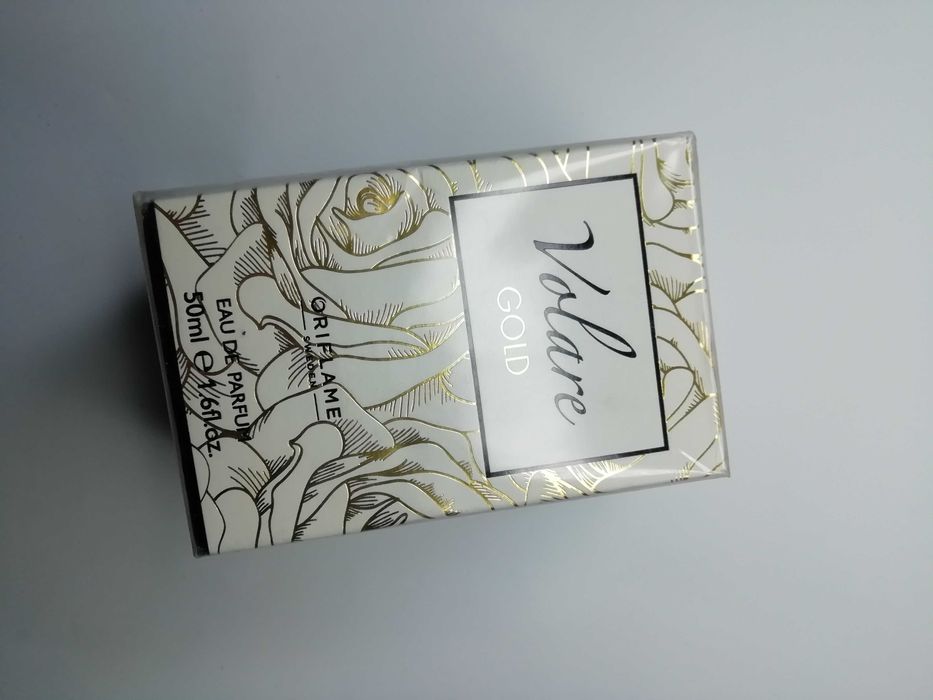 Volare
GOLD
ORIFLAME
SWEDEN
EAU DE PARFUM
50ml e 1.6fl.oz.